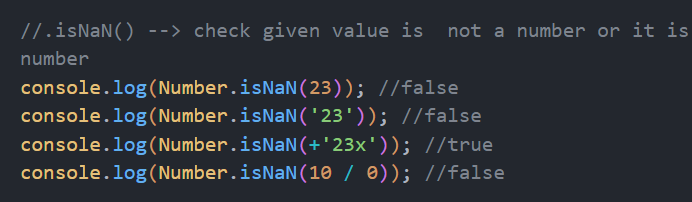 //.isNaN() --> check given value is  not a number or it is
number
console.log(Number.isNaN(23)); //false
console.log(Number.isNaN('23')); //false
console.log(Number.isNaN(+'23x')); //true
console.log(Number.isNaN(10 / 0)); //false